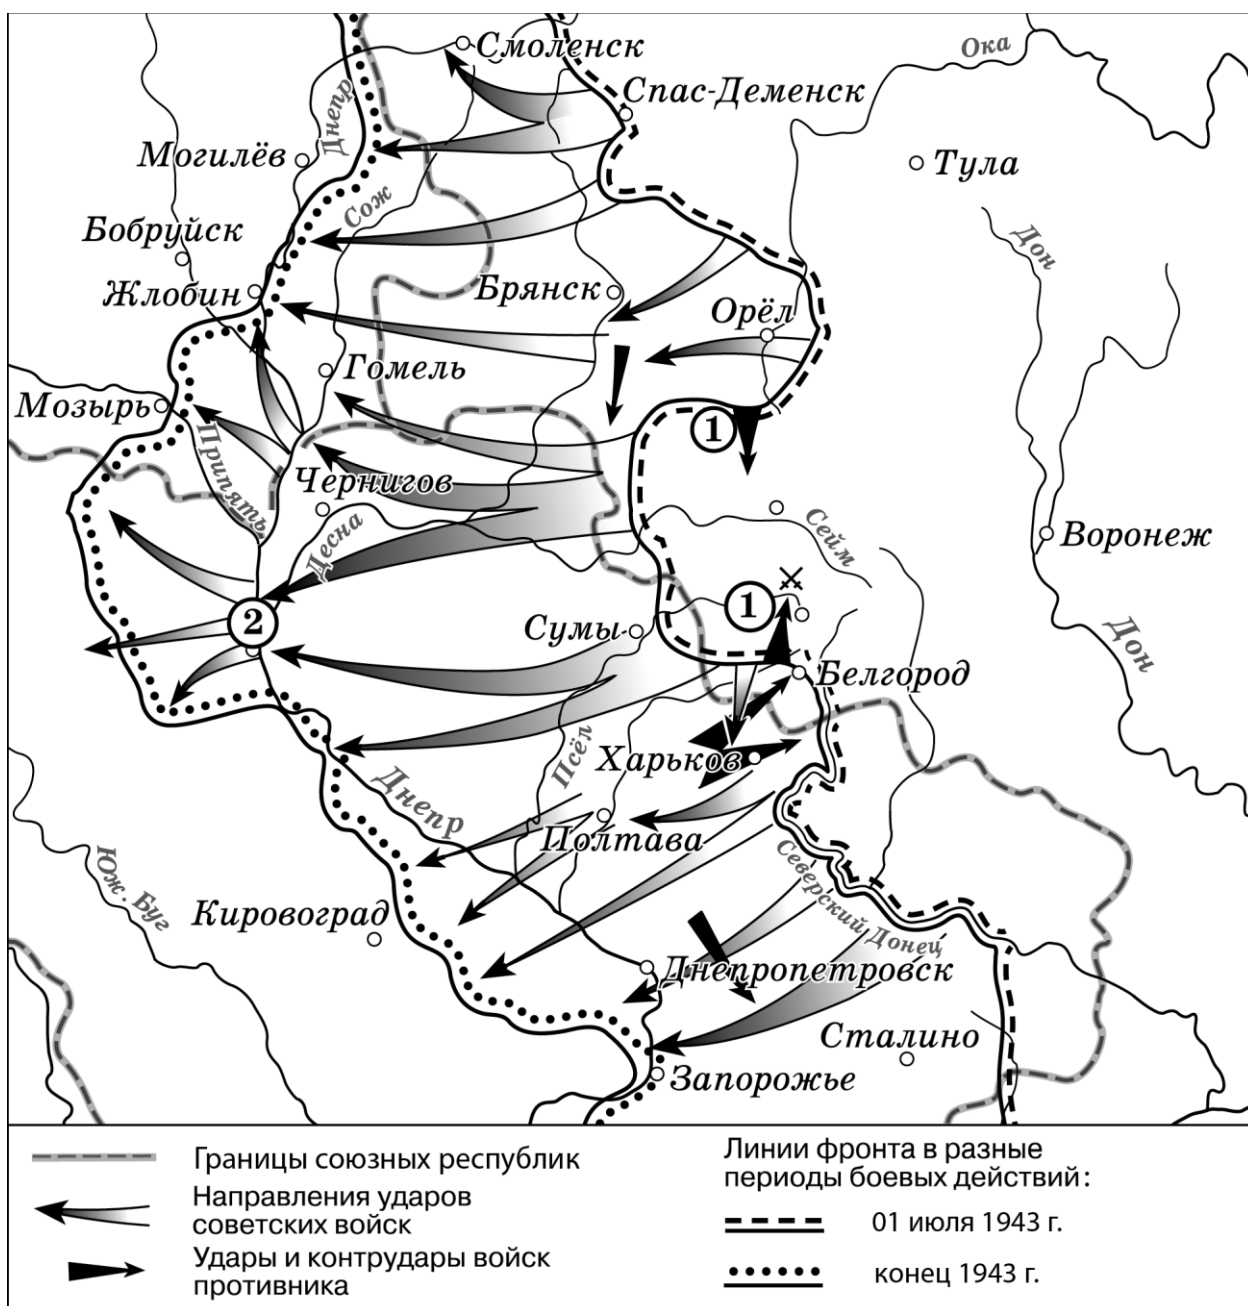 Смоленск
Ока
Спас-Деменск
Днепр
Могилёв
Тула
Сож
Бобруйск
Дон
Жлобин
Брянск
Орёл
Гомель
Мозырь
1
Припять
Чернигов
Сейм
Десна
Воронеж
1
2
Сумы
Дон
Белгород
Псёл
Харьков
Днепр
Полтава
Северский Донец
Юж. Буг
Кировоград
Днепропетровск
Сталино
Запорожье
Границы союзных республик
Направления ударов
советских войск
Удары и контрудары войск
противника
Линии фронта в разные
периоды боевых действий:
01 июля 1943 г.
конец 1943 г.